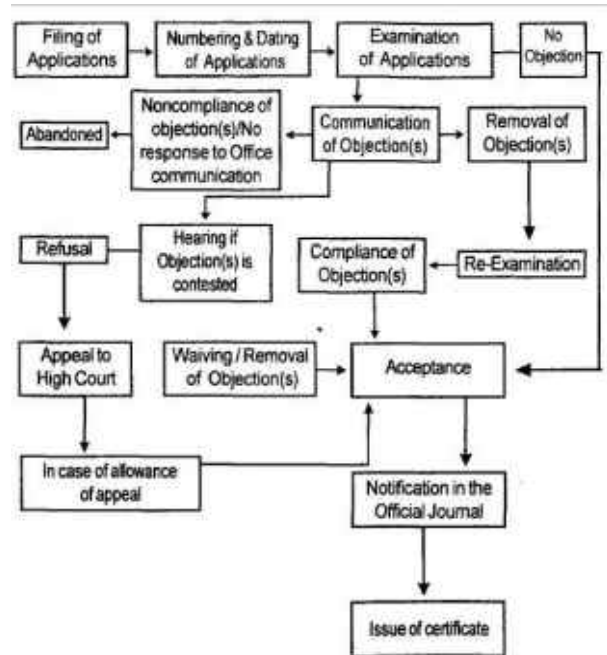 Filing of
Applications
Numbering & Dating
of Applications
Examination
of Applications
No
Objection
Abandoned
Noncompliance of
objection(s)/No
response to Office
communication
Communication
of Objection(s)
Removal of
Objection(s)
Refusal
Hearing if
Objection(s) is
contested
Compliance of
Objection(s)
Re-Examination
Appeal to
High Court
Waiving / Removal
of Objection(s)
Acceptance
In case of allowance
of appeal
Notification in the
Official Journal
Issue of certificate